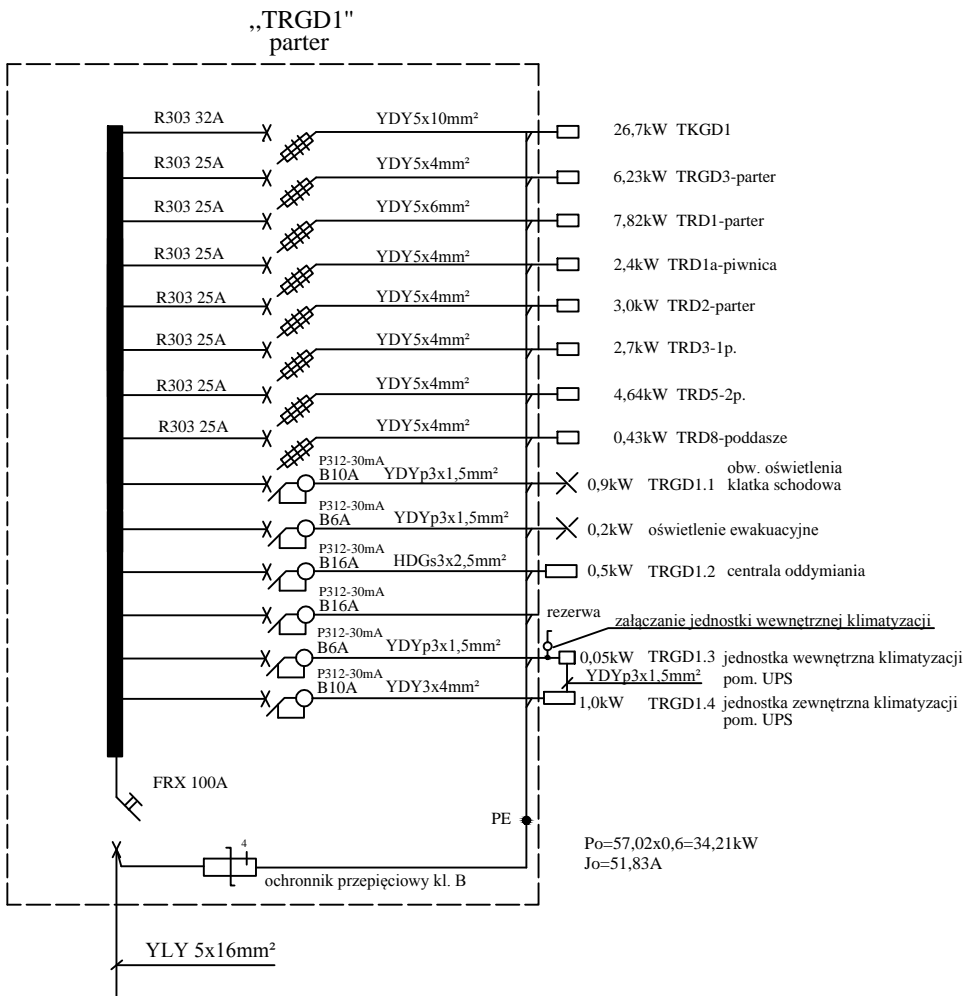 „TRGD1"
parter
R303 32A YDY5x10mm² 26,7kW TKGD1
R303 25A YDY5x4mm² 6,23kW TRGD3-parter
R303 25A YDY5x6mm² 7,82kW TRD1-parter
R303 25A YDY5x4mm² 2,4kW TRD1a-piwnica
R303 25A YDY5x4mm² 3,0kW TRD2-parter
R303 25A YDY5x4mm² 2,7kW TRD3-1p.
R303 25A YDY5x4mm² 4,64kW TRD5-2p.
R303 25A YDY5x4mm² 0,43kW TRD8-poddasze
P312-30mA
B10A YDYp3x1,5mm² 0,9kW TRGD1.1 obw. oświetlenia
klatka schodowa
P312-30mA
B6A YDYp3x1,5mm² 0,2kW oświetlenie ewakuacyjne
P312-30mA
B16A HDGs3x2,5mm² 0,5kW TRGD1.2 centrala oddymiania
P312-30mA
B16A rezerwa
załączanie jednostki wewnętrznej klimatyzacji
P312-30mA
B6A YDYp3x1,5mm² 0,05kW TRGD1.3 jednostka wewnętrzna klimatyzacji
YDYp3x1,5mm² pom. UPS
P312-30mA
B10A YDY3x4mm² 1,0kW TRGD1.4 jednostka zewnętrzna klimatyzacji
pom. UPS
FRX 100A
PE
Po=57,02x0,6=34,21kW
Jo=51,83A
4
ochronnik przepięciowy kl. B
YLY 5x16mm²